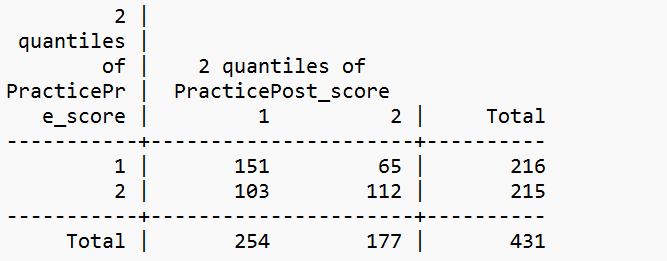 2 |
quantiles |
of | 2 quantiles of
PracticePr | PracticePost_score
e_score | 1 2 | Total
-----------+----------------------+----------
1 | 151 65 | 216
2 | 103 112 | 215
-----------+----------------------+----------
Total | 254 177 | 431